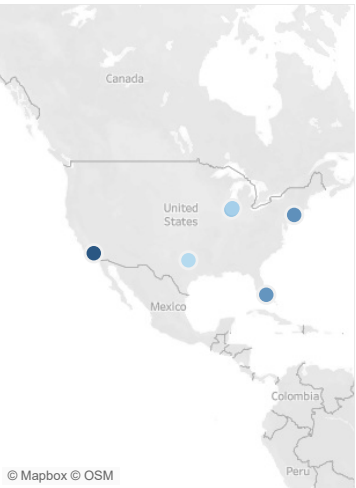 Canada
United
States
Mexico
Colombia
Peru
© Mapbox © OSM